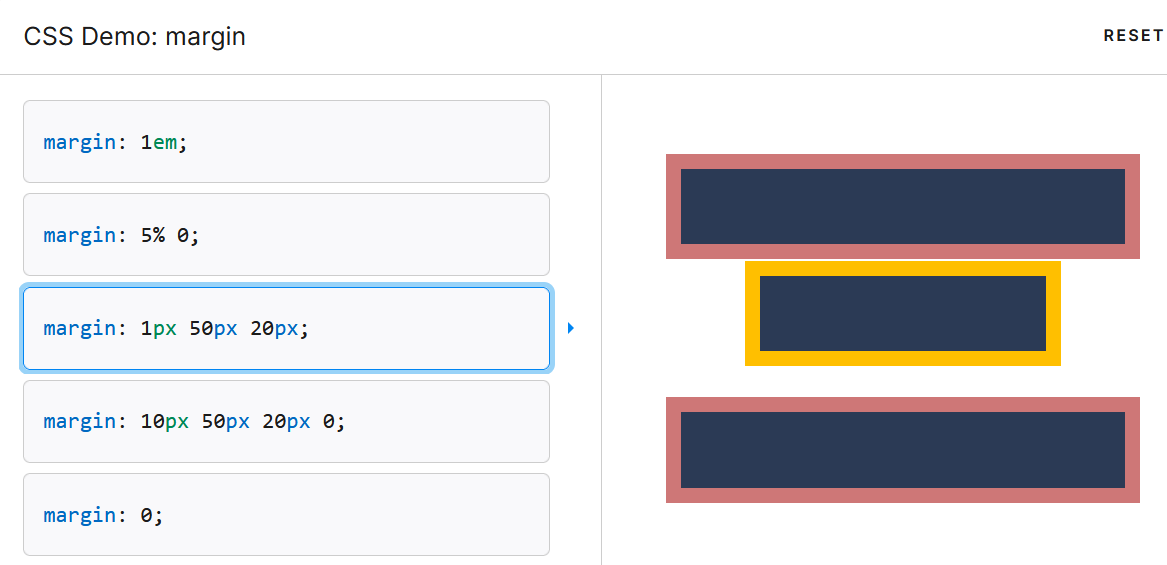 CSS Demo: margin
RESET
margin: 1em;
margin: 5% 0;
margin: 1px 50px 20px;
margin: 10px 50px 20px 0;
margin: 0;